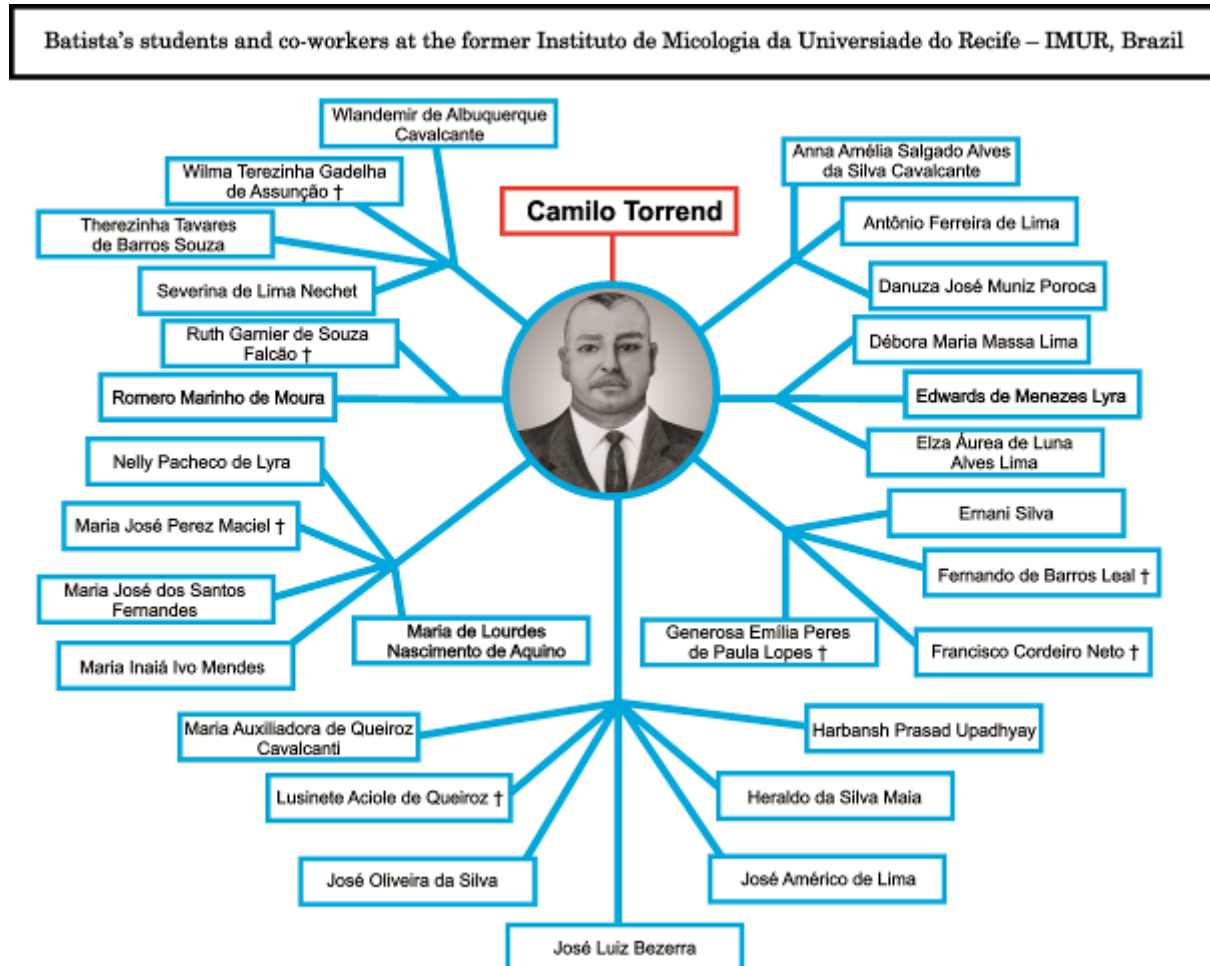 Batista's students and co-workers at the former Instituto de Micologia da Universiade do Recife – IMUR, Brazil
Wlandemir de Albuquerque
Cavalcante
Wilma Terezinha Gadelha
de Assunção †
Therezinha Tavares
de Barros Souza
Severina de Lima Nechet
Ruth Garnier de Souza
Falcão †
Romero Marinho de Moura
Nelly Pacheco de Lyra
Maria José Perez Maciel †
Maria José dos Santos
Fernandes
Maria Inaiá Ivo Mendes
Maria de Lourdes
Nascimento de Aquino
Maria Auxiliadora de Queiroz
Cavalcanti
Lusinete Aciole de Queiroz †
José Oliveira da Silva
José Luiz Bezerra
Camilo Torrend
Anna Amélia Salgado Alves
da Silva Cavalcante
Antônio Ferreira de Lima
Danuza José Muniz Poroca
Débora Maria Massa Lima
Edwards de Menezes Lyra
Elza Áurea de Luna
Alves Lima
Ernani Silva
Fernando de Barros Leal †
Francisco Cordeiro Neto †
Generosa Emília Peres
de Paula Lopes †
Harbansh Prasad Upadhyay
Heraldo da Silva Maia
José Américo de Lima